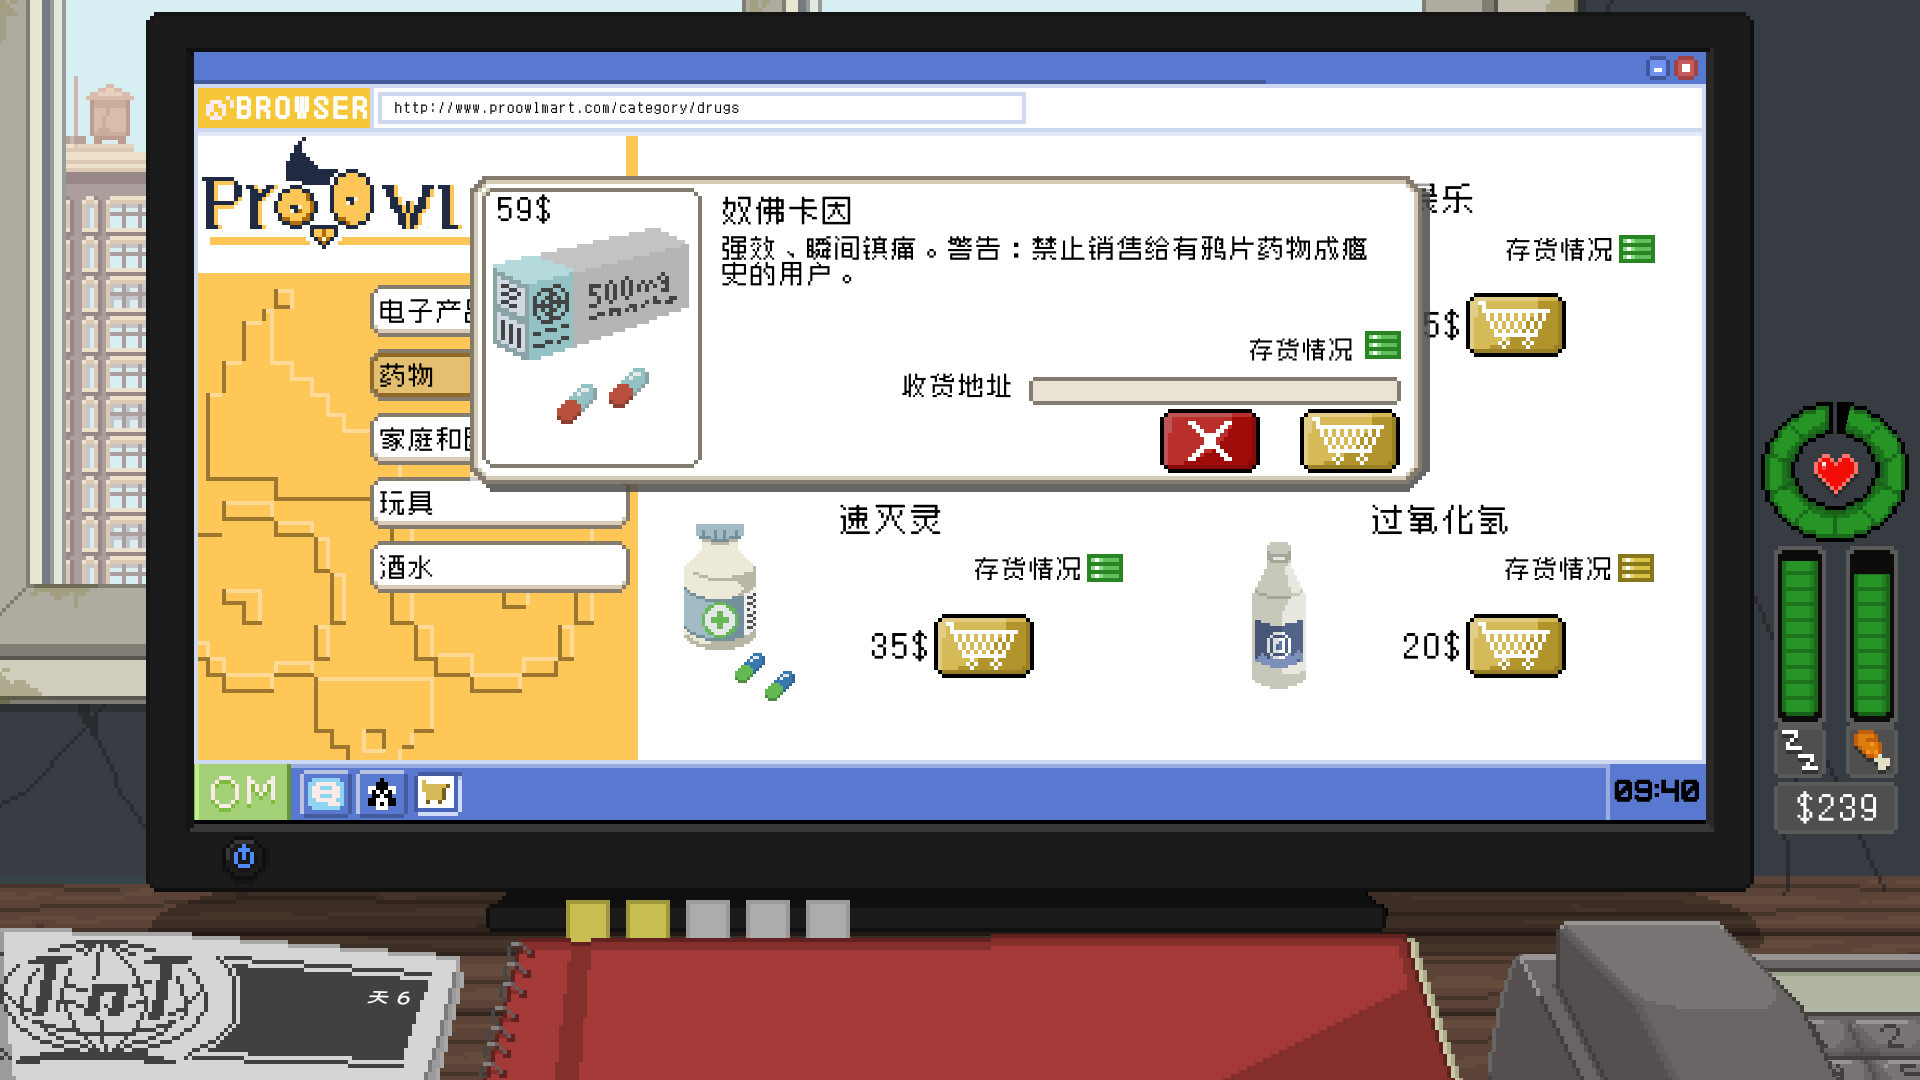 O'BROWSER
http://www.proowlmart.com/category/drugs
Proowl
59$
奴佛卡因
强效、瞬间镇痛。警告：禁止销售给有鸦片药物成瘾
史的用户。
500mg
存货情况
收货地址
乐
存货情况
5$
电子产品
药物
家庭和
玩具
酒水
速灭灵
存货情况
35$
过氧化氢
存货情况
20$
OM
09:40
$239
天 6
2